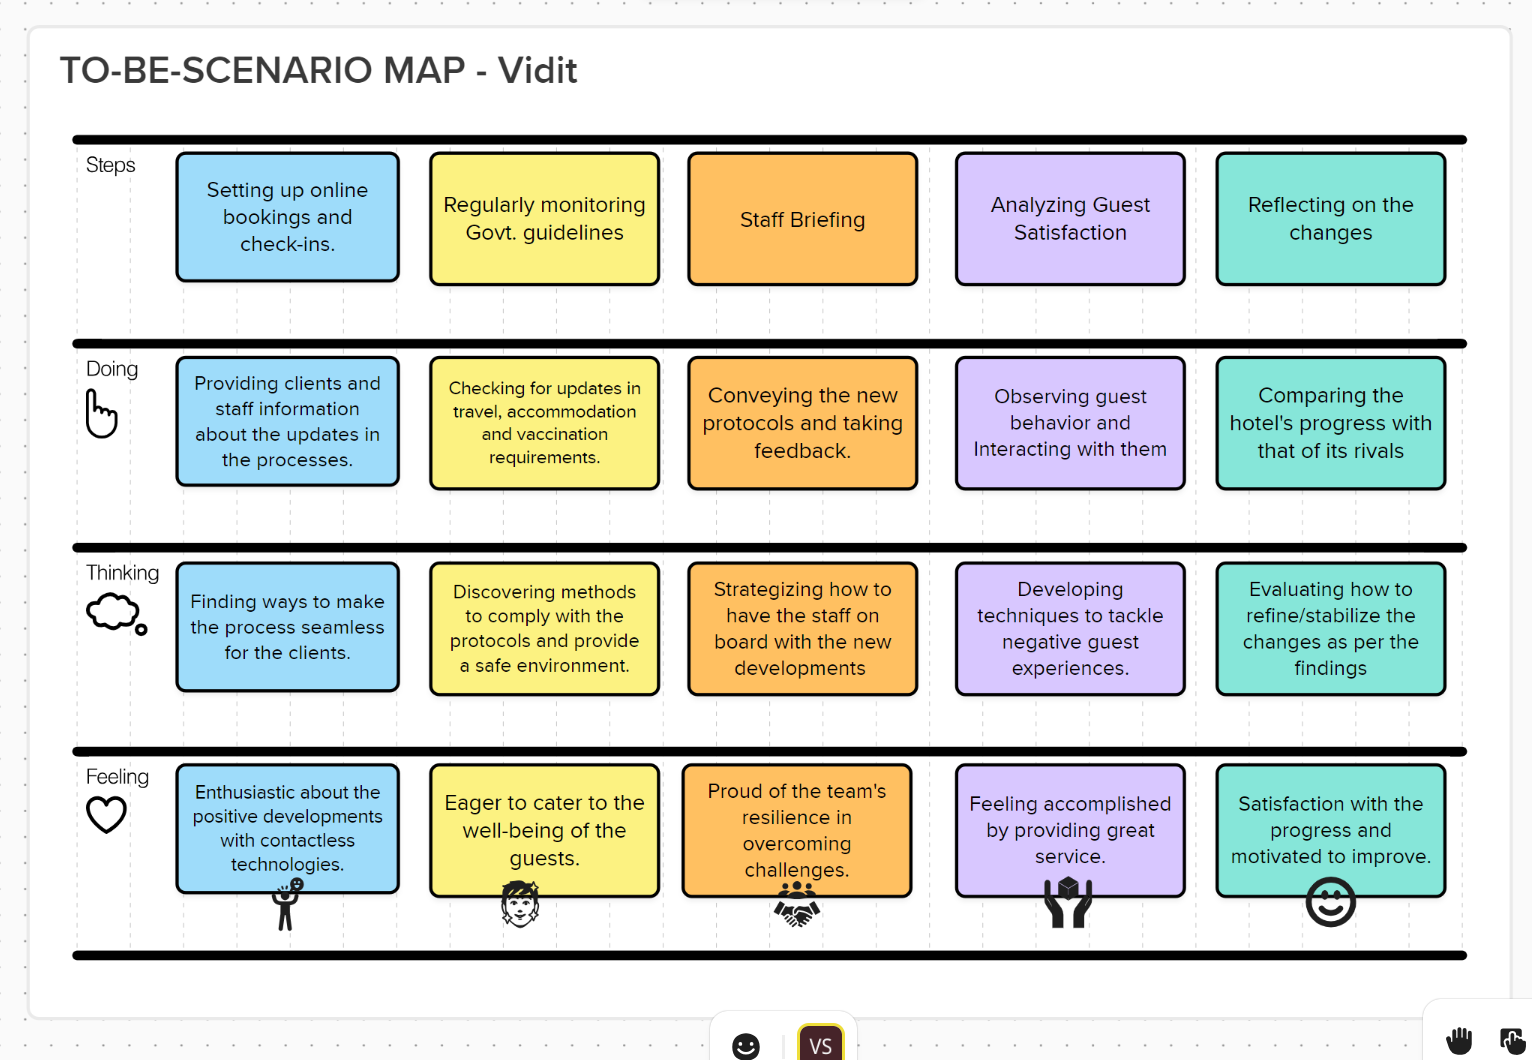 TO-BE-SCENARIO MAP - Vidit
Steps
Setting up online
bookings and
check-ins.
Regularly monitoring
Govt. guidelines
Staff Briefing
Analyzing Guest
Satisfaction
Reflecting on the
changes
Doing
Providing clients and
staff information
about the updates in
the processes.
Checking for updates in
travel, accommodation
and vaccination
requirements.
Conveying the new
protocols and taking
feedback.
Observing guest
behavior and
Interacting with them
Comparing the
hotel's progress with
that of its rivals
Thinking
Finding ways to make
the process seamless
for the clients.
Discovering methods
to comply with the
protocols and provide
a safe environment.
Strategizing how to
have the staff on
board with the new
developments
Developing
techniques to tackle
negative guest
experiences.
Evaluating how to
refine/stabilize the
changes as per the
findings
Feeling
Enthusiastic about the
positive developments
with contactless
technologies.
Eager to cater to the
well-being of the
guests.
Proud of the team's
resilience in
overcoming
challenges.
Feeling accomplished
by providing great
service.
Satisfaction with the
progress and
motivated to improve.
VS